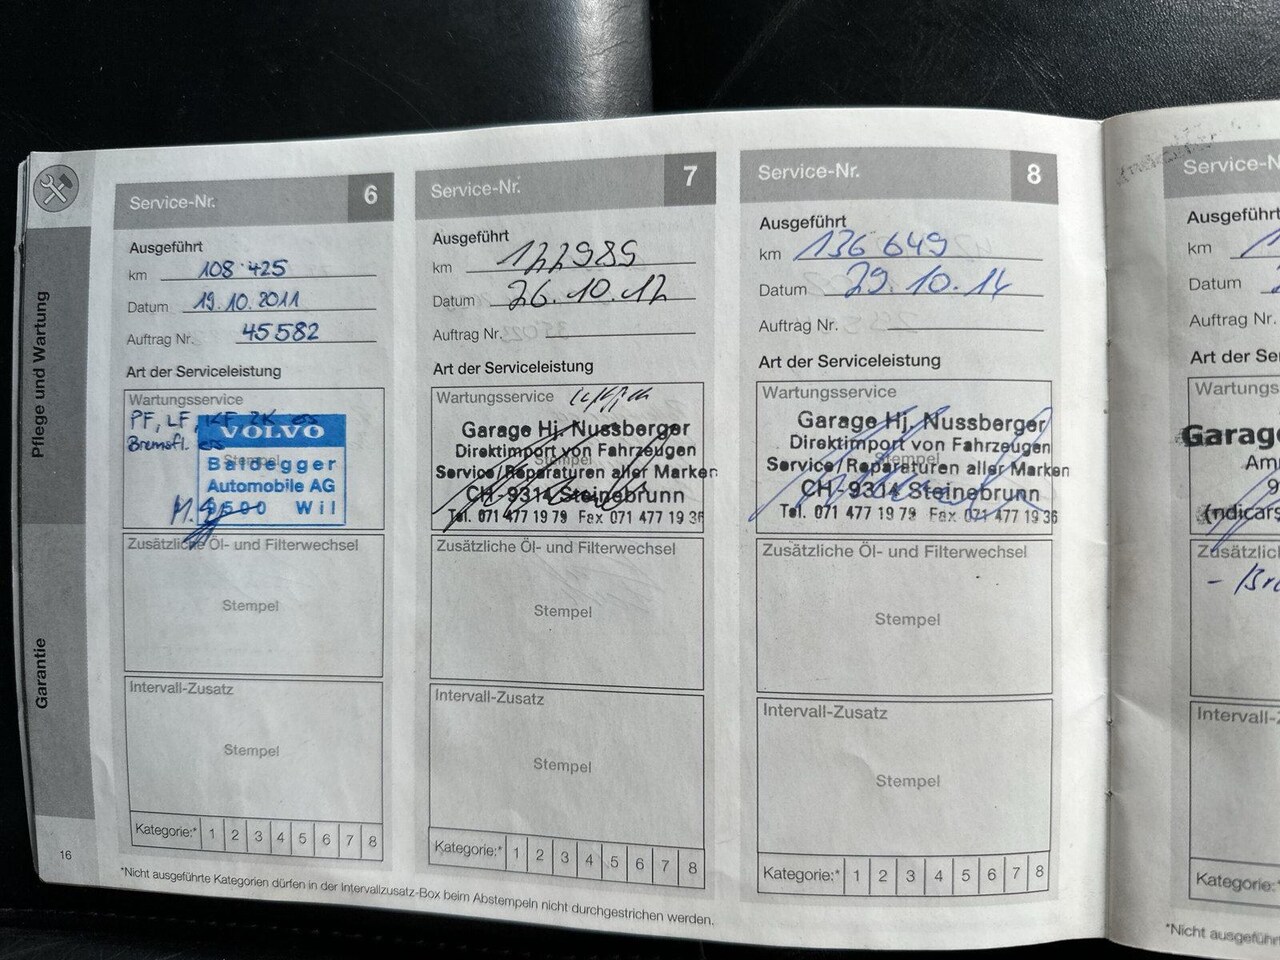 Pflege und Wartung
Garantie
16
Service-Nr. 6
Ausgeführt
km 108 425
Datum 19.10.2011
Auftrag Nr. 45582
Art der Serviceleistung
Wartungsservice
PF, LF, KF ZK
Bremsfl. ers
VOLVO
Baldegger
Automobile AG
9500 Wil
Zusätzliche Öl- und Filterwechsel
Stempel
Intervall-Zusatz
Stempel
Kategorie:* 1 2 3 4 5 6 7 8
Service-Nr. 7
Ausgeführt
km 122989
Datum 26.10.12
Auftrag Nr.
Art der Serviceleistung
Wartungsservice
Garage Hj. Nussberger
Direktimport von Fahrzeugen
Service/Reparaturen aller Marken
CH-9314 Steinebrunn
Tel. 071 477 19 79 Fax 071 477 19 36
Zusätzliche Öl- und Filterwechsel
Stempel
Intervall-Zusatz
Stempel
Kategorie:* 1 2 3 4 5 6 7 8
Service-Nr. 8
Ausgeführt
km 136 649
Datum 29.10.14
Auftrag Nr.
Art der Serviceleistung
Wartungsservice
Stempel
Garage Hj. Nussberger
Direktimport von Fahrzeugen
Service/Reparaturen aller Marken
CH-9314 Steinebrunn
Tel. 071 477 19 79 Fax 071 477 19 36
Zusätzliche Öl- und Filterwechsel
Stempel
Intervall-Zusatz
Stempel
Kategorie:* 1 2 3 4 5 6 7 8
*Nicht ausgeführte Kategorien dürfen in der Intervallzusatz-Box beim Abstempeln nicht durchgestrichen werden.
Service-N
Ausgeführt
km
Datum
Auftrag Nr.
Art der Se
Wartungs
Garag
Zusätzlic
Intervall-Z
Kategorie:
*Nicht ausgeführ